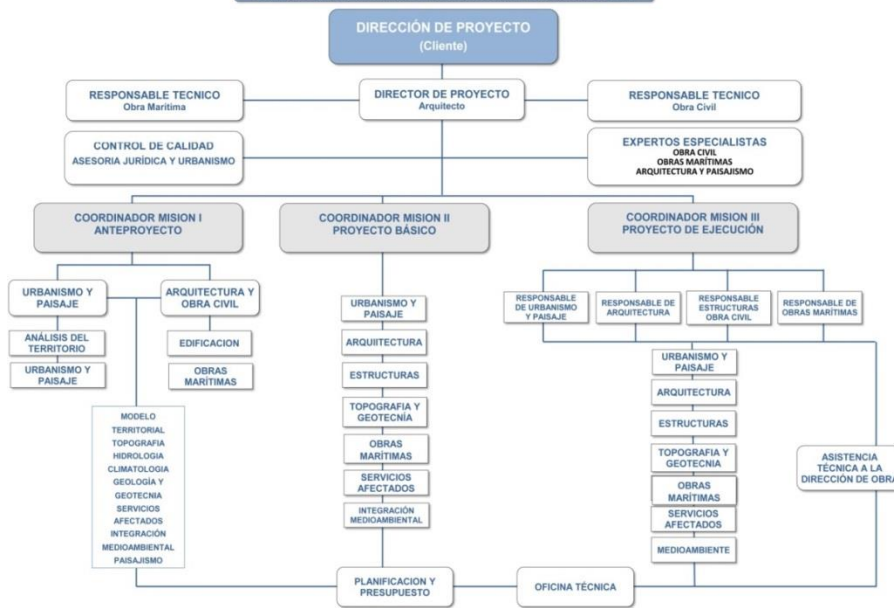 DIRECCIÓN DE PROYECTO
(Cliente)
RESPONSABLE TECNICO
Obra Marítima
DIRECTOR DE PROYECTO
Arquitecto
RESPONSABLE TECNICO
Obra Civil
CONTROL DE CALIDAD
ASESORIA JURÍDICA Y URBANISMO
EXPERTOS ESPECIALISTAS
OBRA CIVIL
OBRAS MARÍTIMAS
ARQUITECTURA Y PAISAJISMO
COORDINADOR MISION I
ANTEPROYECTO
COORDINADOR MISION II
PROYECTO BÁSICO
COORDINADOR MISION III
PROYECTO DE EJECUCIÓN
URBANISMO Y
PAISAJE
ARQUITECTURA Y
OBRA CIVIL
ANÁLISIS DEL
TERRITORIO
URBANISMO Y
PAISAJE
EDIFICACION
OBRAS
MARÍTIMAS
MODELO
TERRITORIAL
TOPOGRAFIA
HIDROLOGIA
CLIMATOLOGIA
GEOLOGÍA Y
GEOTECNIA
SERVICIOS
AFECTADOS
INTEGRACIÓN
MEDIOAMBIENTAL
PAISAJISMO
URBANISMO Y
PAISAJE
ARQUIITECTURA
ESTRUCTURAS
TOPOGRAFIA Y
GEOTECNÍA
OBRAS
MARÍTIMAS
SERVICIOS
AFECTADOS
INTEGRACIÓN
MEDIOAMBIENTAL
RESPONSABLE
DE URBANISMO
Y PAISAJE
RESPONSABLE DE
ARQUITECTURA
RESPONSABLE
ESTRUCTURAS
OBRA CIVIL
RESPONSABLE DE
OBRAS MARÍTIMAS
URBANISMO Y
PAISAJE
ARQUITECTURA
ESTRUCTURAS
TOPOGRAFIA Y
GEOTECNIA
OBRAS
MARÍTIMAS
SERVICIOS
AFECTADOS
MEDIOAMBIENTE
ASISTENCIA
TÉCNICA A LA
DIRECCIÓN DE OBRA
PLANIFICACION Y
PRESUPUESTO
OFICINA TÉCNICA